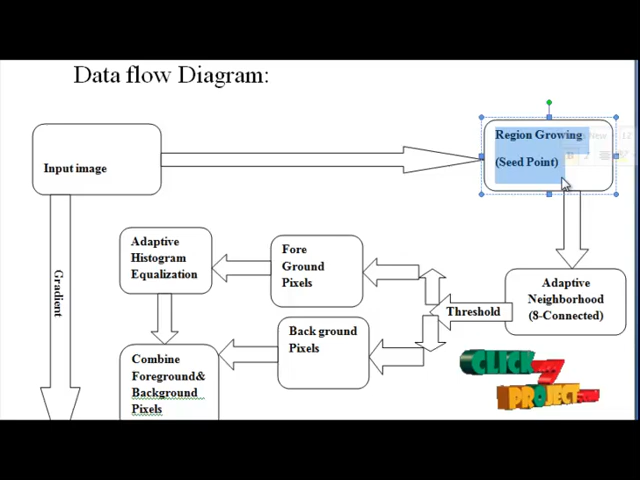 Data flow Diagram:
Region Growing
(Seed Point)
Input image
Adaptive
Histogram
Equalization
Fore
Ground
Pixels
Adaptive
Neighborhood
(8-Connected)
Gradient
Threshold
Back ground
Pixels
Combine
Foreground&
Background
Pixels
CLICK
PROJECT